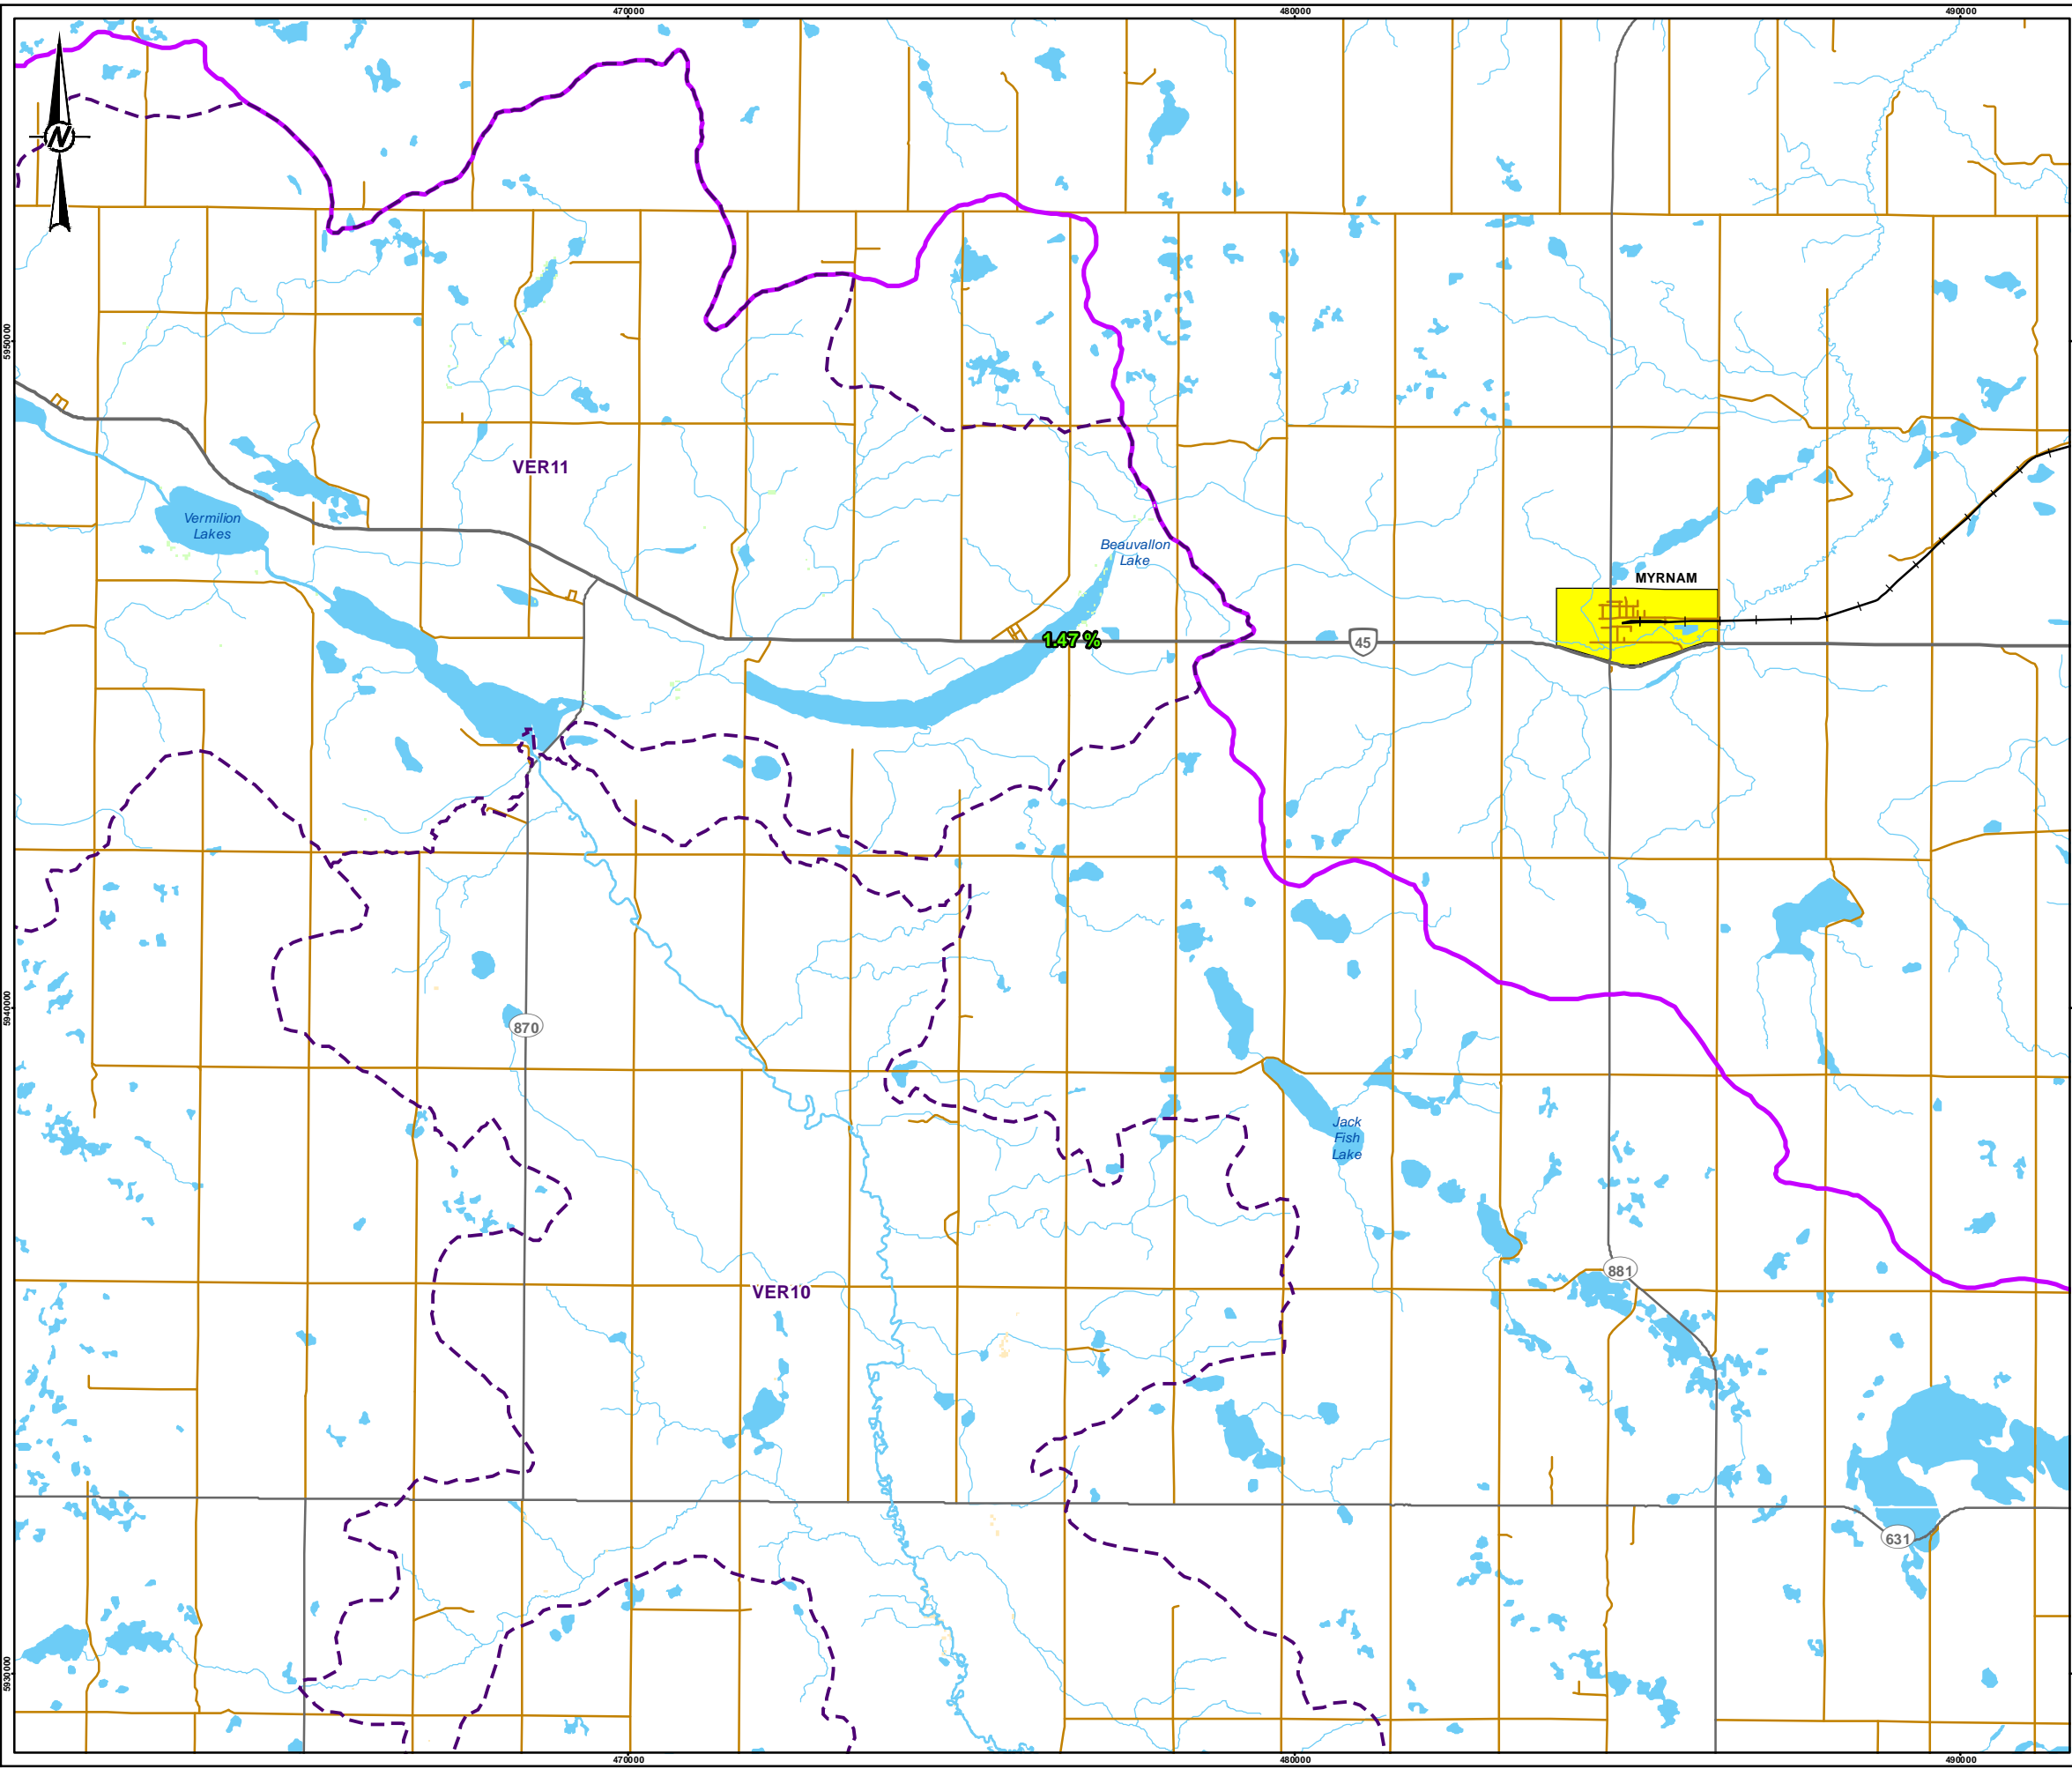 470000
480000
490000
N
5950000
VER11
Vermilion
Lakes
Beauvallon
Lake
MYRNAM
1.47 %
45
5940000
870
Jack
Fish
Lake
881
VER10
631
5930000
470000
480000
490000